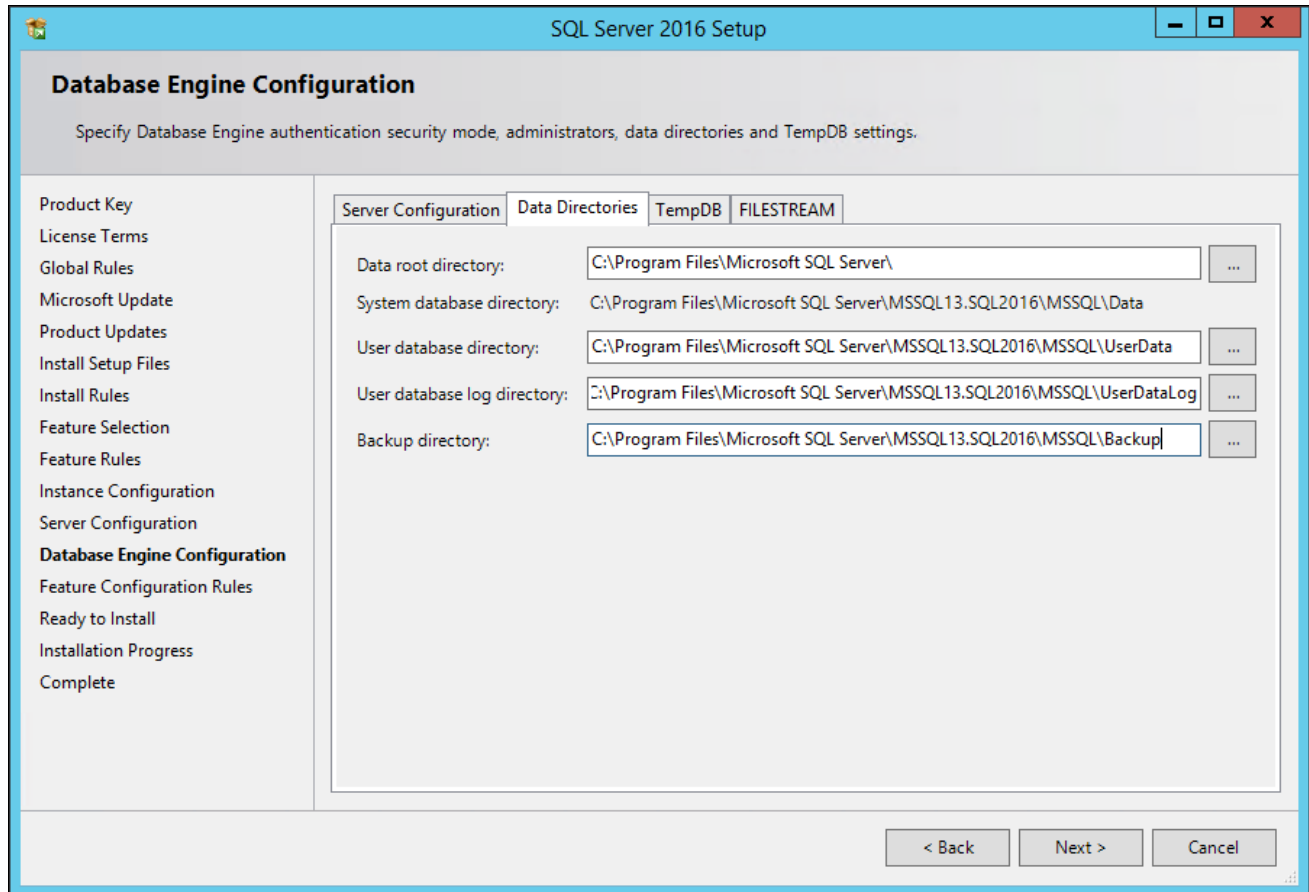 SQL Server 2016 Setup
Database Engine Configuration
Specify Database Engine authentication security mode, administrators, data directories and TempDB settings.
Product Key
License Terms
Global Rules
Microsoft Update
Product Updates
Install Setup Files
Install Rules
Feature Selection
Feature Rules
Instance Configuration
Server Configuration
Database Engine Configuration
Feature Configuration Rules
Ready to Install
Installation Progress
Complete
Server Configuration Data Directories TempDB FILESTREAM
Data root directory: C:\Program Files\Microsoft SQL Server\ ...
System database directory: C:\Program Files\Microsoft SQL Server\MSSQL13.SQL2016\MSSQL\Data
User database directory: C:\Program Files\Microsoft SQL Server\MSSQL13.SQL2016\MSSQL\UserData ...
User database log directory: C:\Program Files\Microsoft SQL Server\MSSQL13.SQL2016\MSSQL\UserDataLog ...
Backup directory: C:\Program Files\Microsoft SQL Server\MSSQL13.SQL2016\MSSQL\Backup ...
< Back Next > Cancel